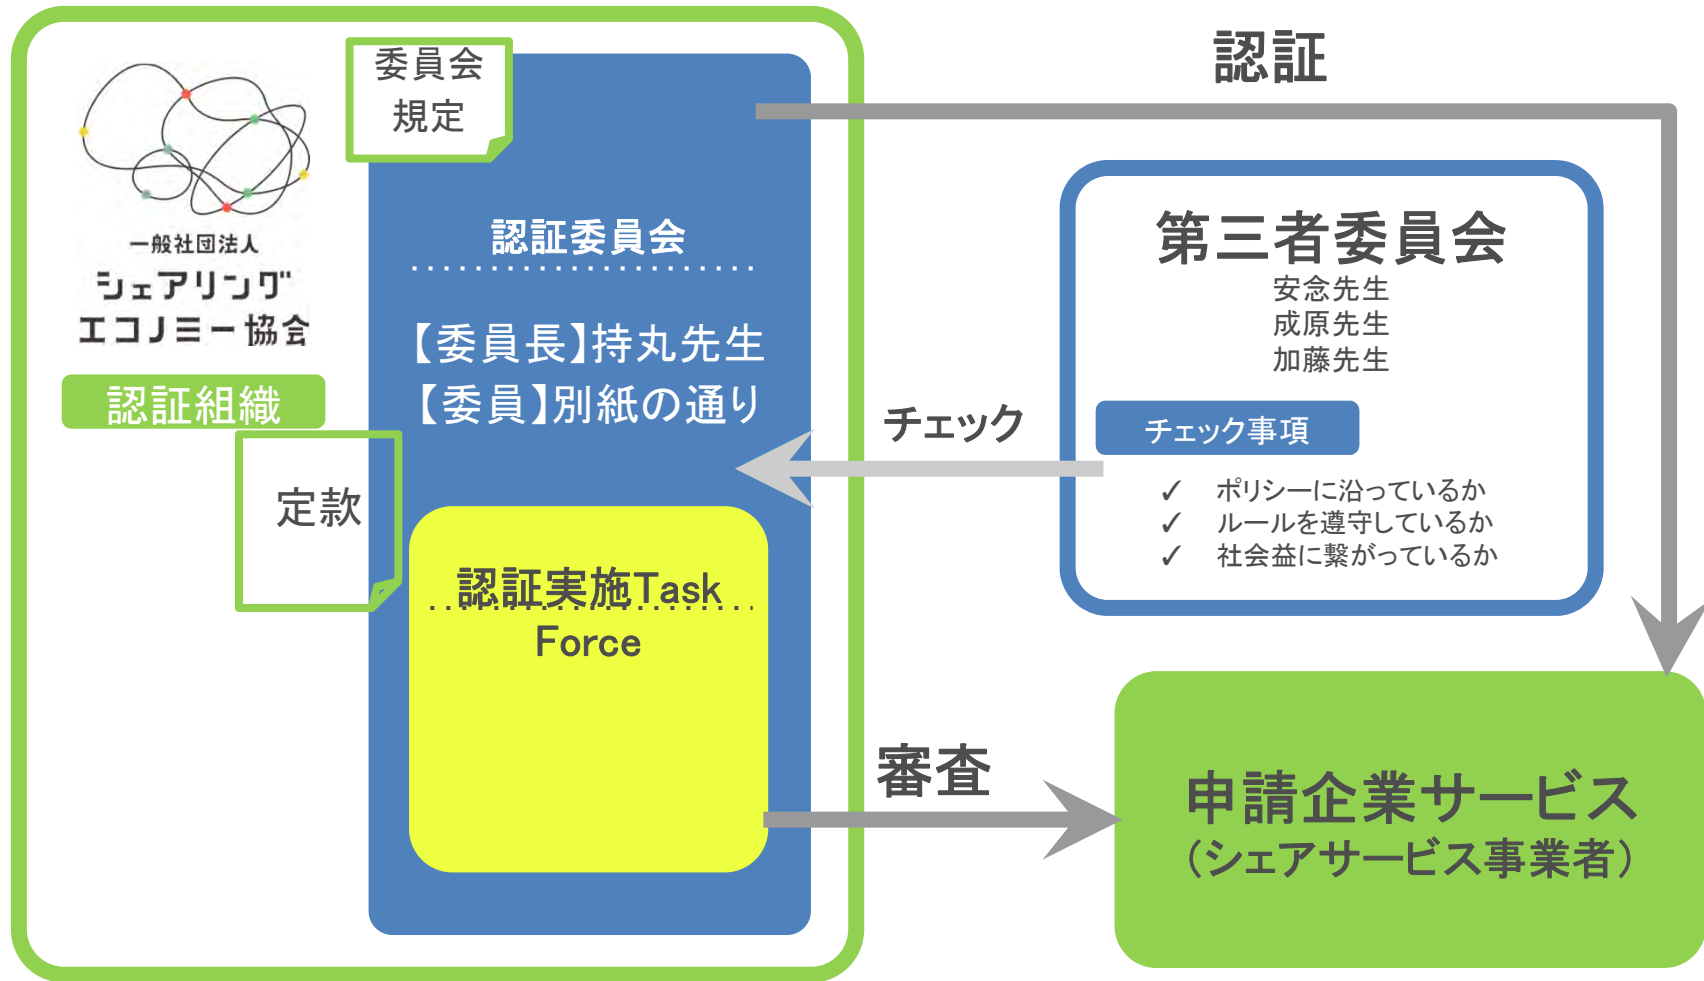 一般社団法人
シェアリング
エコノミー協会
認証組織
定款
委員会
規定
認証委員会
【委員長】持丸先生
【委員】別紙の通り
認証実施Task
Force
認証
チェック
審査
第三者委員会
安念先生
成原先生
加藤先生
チェック事項
✓ ポリシーに沿っているか
✓ ルールを遵守しているか
✓ 社会益に繋がっているか
申請企業サービス
（シェアサービス事業者）